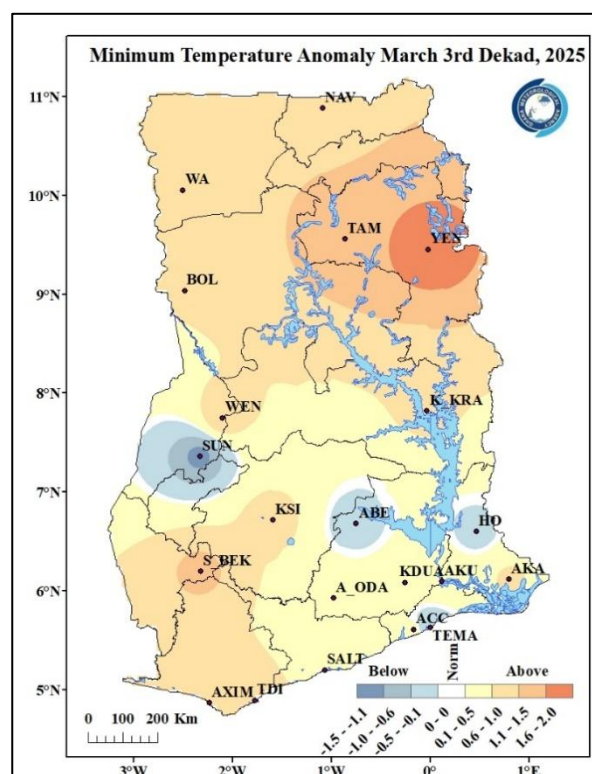 Minimum Temperature Anomaly March 3rd Dekad, 2025
11°N
NAV
WA
10°N
TAM
YEN
BOL
9°N
8°N
WEN
K_KRA
SUN
7°N
KSI
ABE
HO
S_BEK
KDUA
AKU
AKA
6°N
A_ODA
ACC
TEMA
SALT
Below
Norm
Above
5°N
AXIM
TDI
0 100 200 Km
-1.5 - -1.1
-1.0 - -0.6
-0.5 - -0.1
0 - 0
0.1 - 0.5
0.6 - 1.0
1.1 - 1.5
1.6 - 2.0
3°W
2°W
1°W
0°
1°E